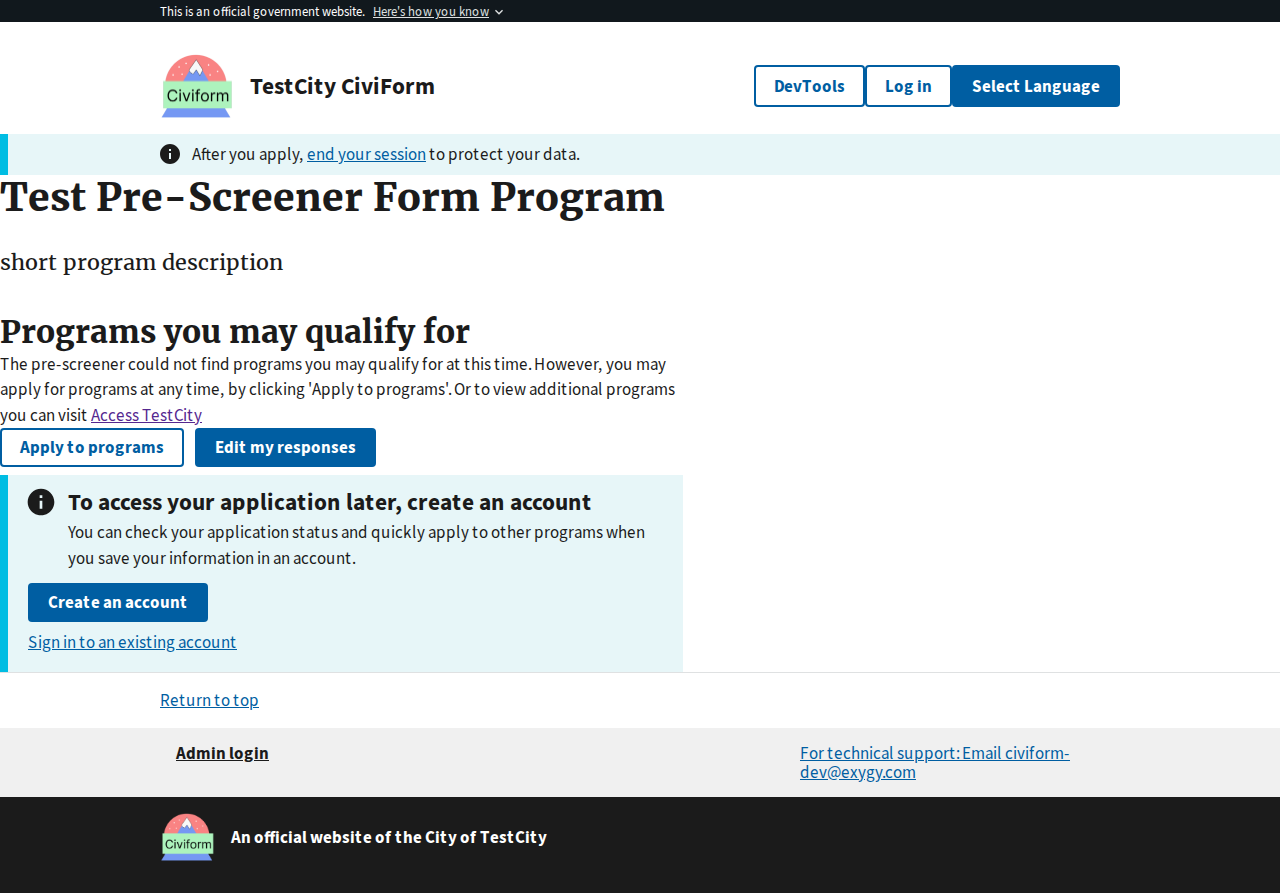 This is an official government website. Here's how you know
Civiform
TestCity CiviForm
DevTools
Log in
Select Language
After you apply, end your session to protect your data.
Test Pre-Screener Form Program
short program description
Programs you may qualify for
The pre-screener could not find programs you may qualify for at this time. However, you may
apply for programs at any time, by clicking 'Apply to programs'. Or to view additional programs
you can visit Access TestCity
Apply to programs
Edit my responses
To access your application later, create an account
You can check your application status and quickly apply to other programs when
you save your information in an account.
Create an account
Sign in to an existing account
Return to top
Admin login
For technical support: Email civiform-
dev@exygy.com
Civiform
An official website of the City of TestCity